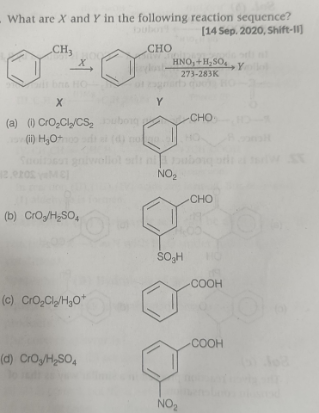 . What are X and Y in the following reaction sequence?
[14 Sep. 2020, Shift-II]
CH₃ X CHO HNO₃+H₂SO₄ 273-283K Y
X Y
(a) (i) CrO₂Cl₂/CS₂
(ii) H₃O⁺
CHO
NO₂
(b) CrO₃/H₂SO₄
CHO
SO₃H
(c) CrO₂Cl₂/H₃O⁺
COOH
(d) CrO₃/H₂SO₄
COOH
NO₂